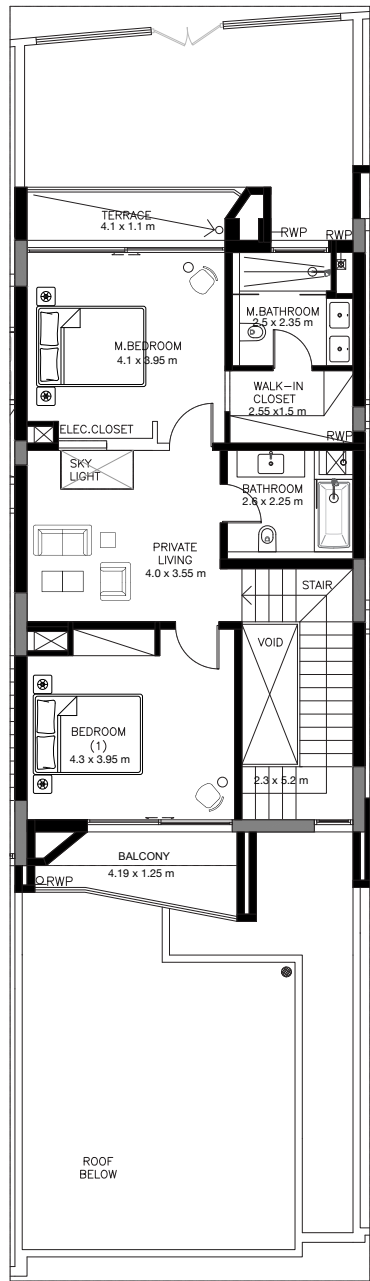 TERRACE
4.1 x 1.1 m
RWP
RWP
M.BATHROOM
2.5 x 2.35 m
M.BEDROOM
4.1 x 3.95 m
WALK-IN
CLOSET
2.55 x1.5 m
ELEC.CLOSET
RWP
SKY
LIGHT
BATHROOM
2.6 x 2.25 m
PRIVATE
LIVING
4.0 x 3.55 m
STAIR
VOID
BEDROOM
(1)
4.3 x 3.95 m
2.3 x 5.2 m
BALCONY
4.19 x 1.25 m
RWP
ROOF
BELOW